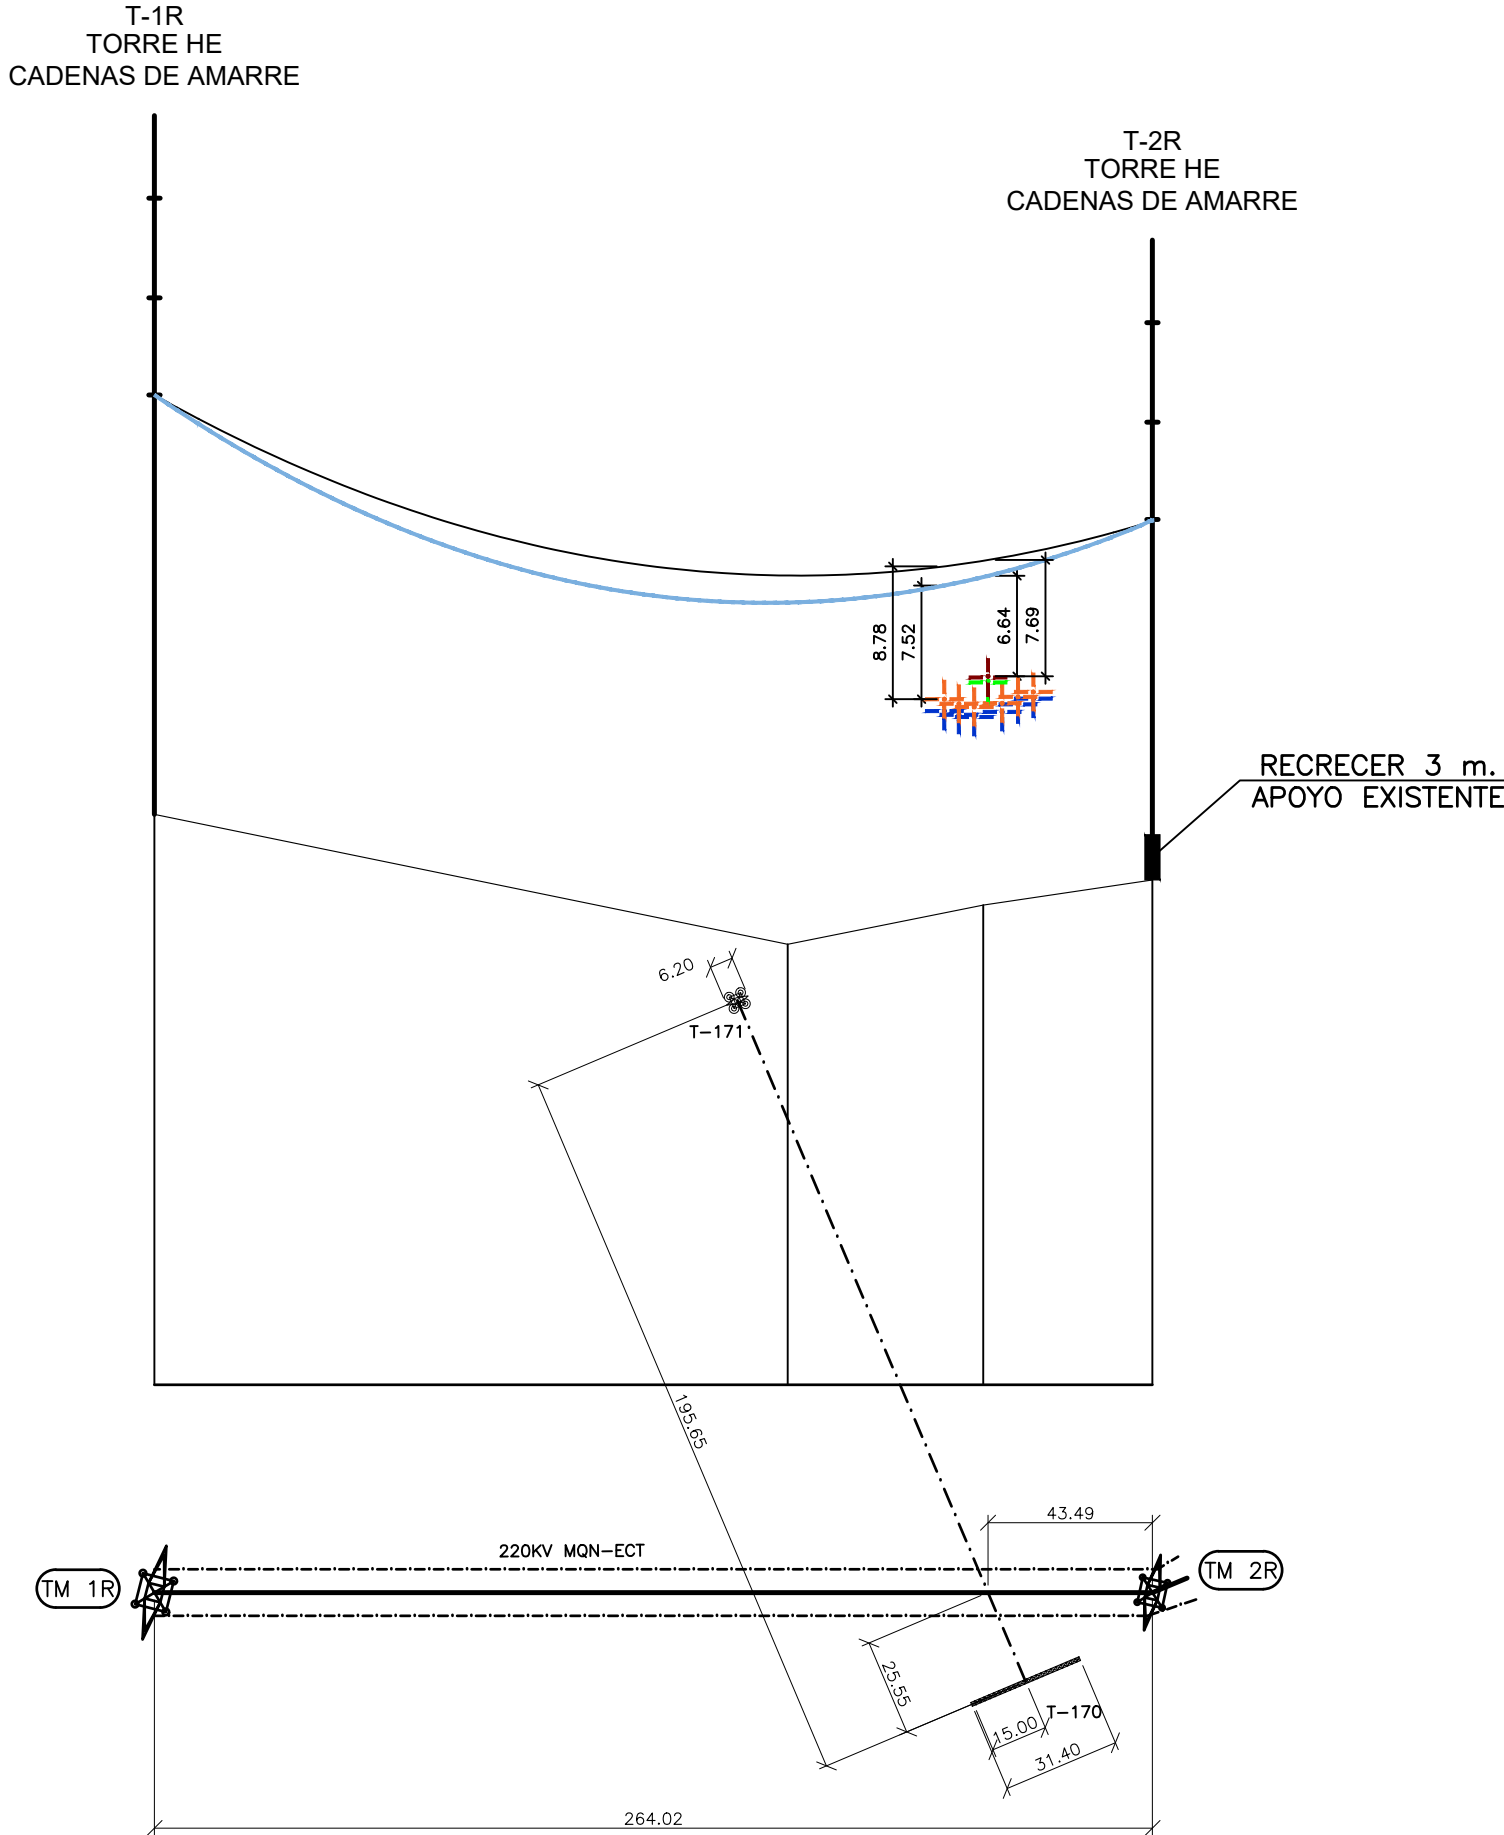 T-1R
TORRE HE
CADENAS DE AMARRE
T-2R
TORRE HE
CADENAS DE AMARRE
8.78
7.52
6.64
7.69
RECRECER 3 m.
APOYO EXISTENTE
6.20
T-171
195.65
43.49
220KV MQN-ECT
TM 1R
TM 2R
25.55
T-170
15.00
31.40
264.02